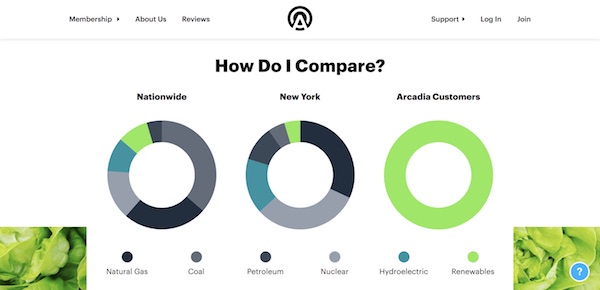 Membership About Us Reviews Support Log In Join
How Do I Compare?
Nationwide New York Arcadia Customers
Natural Gas Coal Petroleum Nuclear Hydroelectric Renewables
?